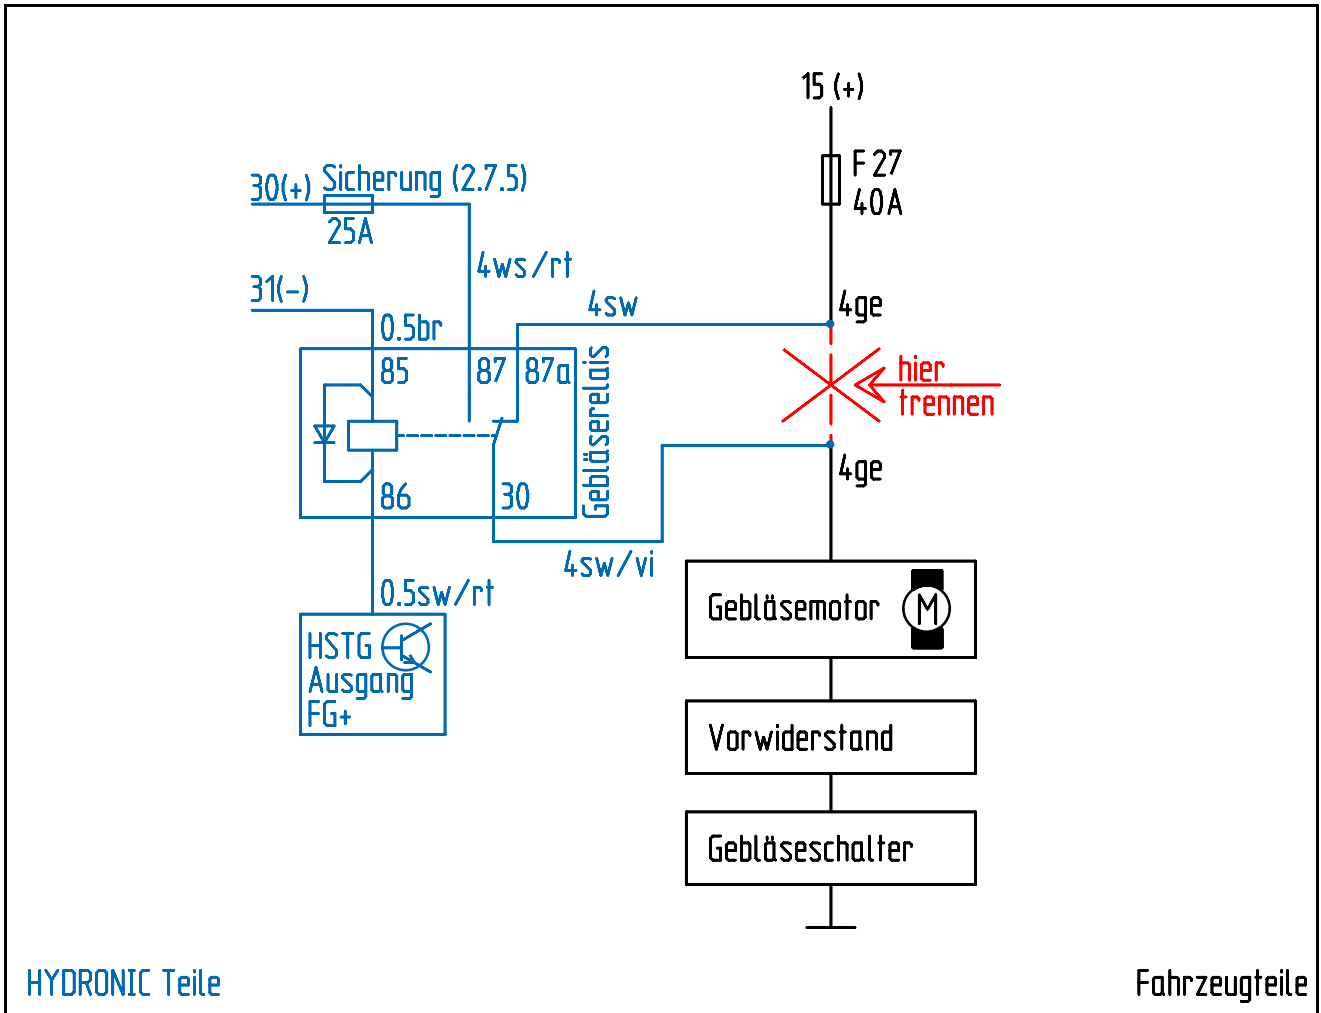 15 (+)
F 27
40A
30(+) Sicherung (2.7.5)
25A
4ws/rt
31(-)
0.5br
4sw
4ge
85
87
87a
Gebläserelais
hier
trennen
86
30
4ge
4sw/vi
0.5sw/rt
HSTG
Ausgang
FG+
Gebläsemotor
M
Vorwiderstand
Gebläseschalter
HYDRONIC Teile
Fahrzeugteile